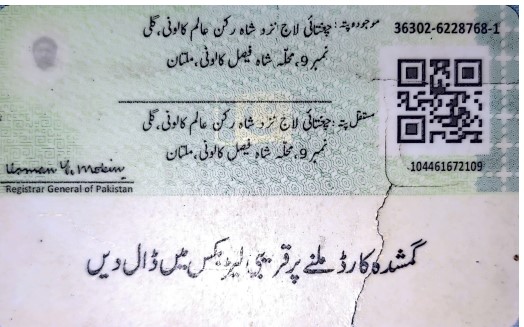 36302-6228768-1
موجودہ پتہ: چغتائی لاج نزد شاہ رکن عالم کالونی، گلی
نمبر 9، محلہ شاہ فیصل کالونی، ملتان
مستقل پتہ: چغتائی لاج نزد شاہ رکن عالم کالونی، گلی
نمبر 9، محلہ شاہ فیصل کالونی، ملتان
104461672109
Registrar General of Pakistan
گمشدہ کارڈ ملنے پر قریبی لیٹر بکس میں ڈال دیں